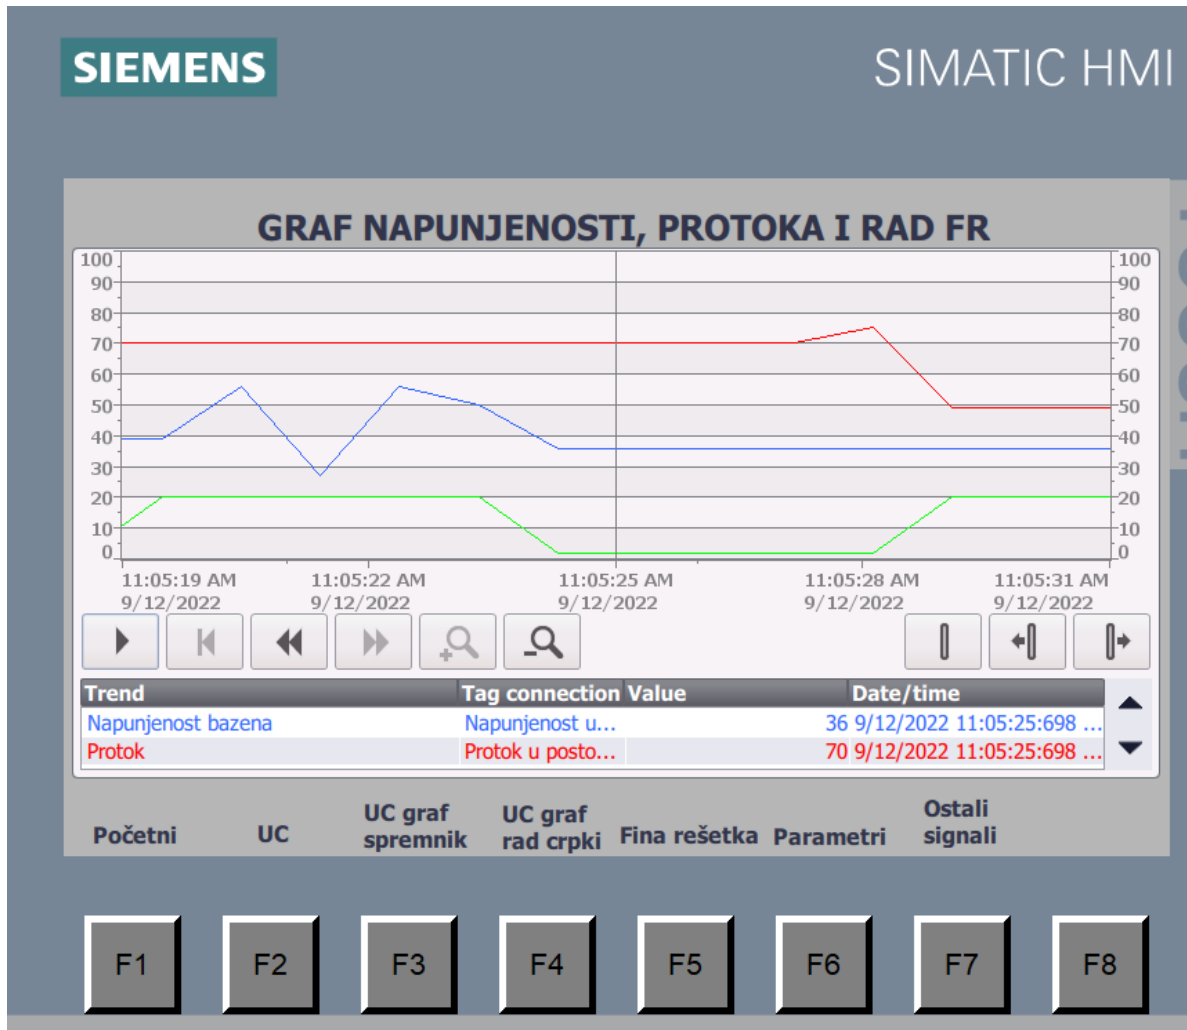 SIEMENS
SIMATIC HMI
GRAF NAPUNJENOSTI, PROTOKA I RAD FR
100 100
90 90
80 80
70 70
60 60
50 50
40 40
30 30
20 20
10 10
0 0
11:05:19 AM 11:05:22 AM 11:05:25 AM 11:05:28 AM 11:05:31 AM
9/12/2022 9/12/2022 9/12/2022 9/12/2022 9/12/2022
Trend Tag connection Value Date/time
Napunjenost bazena Napunjenost u... 36 9/12/2022 11:05:25:698 ...
Protok Protok u posto... 70 9/12/2022 11:05:25:698 ...
Početni UC UC graf spremnik UC graf rad crpki Fina rešetka Parametri Ostali signali
F1 F2 F3 F4 F5 F6 F7 F8